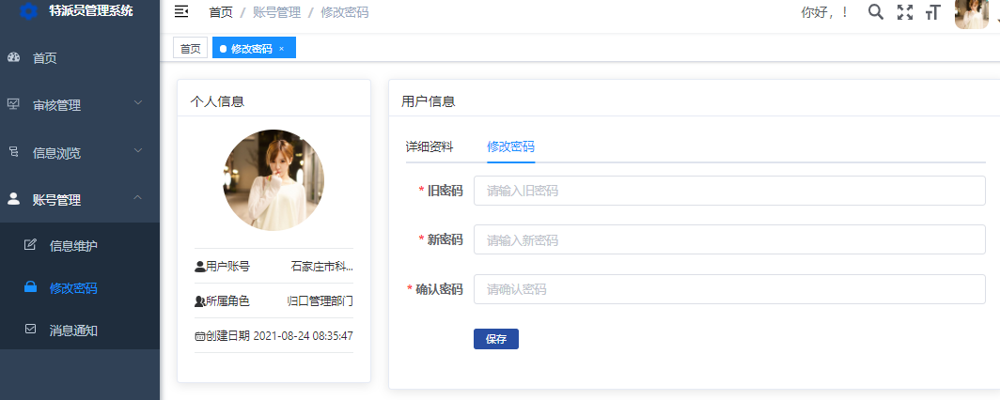 特派员管理系统
首页 / 账号管理 / 修改密码
你好，！
首页
修改密码 ×
首页
审核管理
信息浏览
账号管理
信息维护
修改密码
消息通知
个人信息
用户账号 石家庄市科...
所属角色 归口管理部门
创建日期 2021-08-24 08:35:47
用户信息
详细资料 修改密码
* 旧密码 请输入旧密码
* 新密码 请输入新密码
* 确认密码 请确认密码
保存